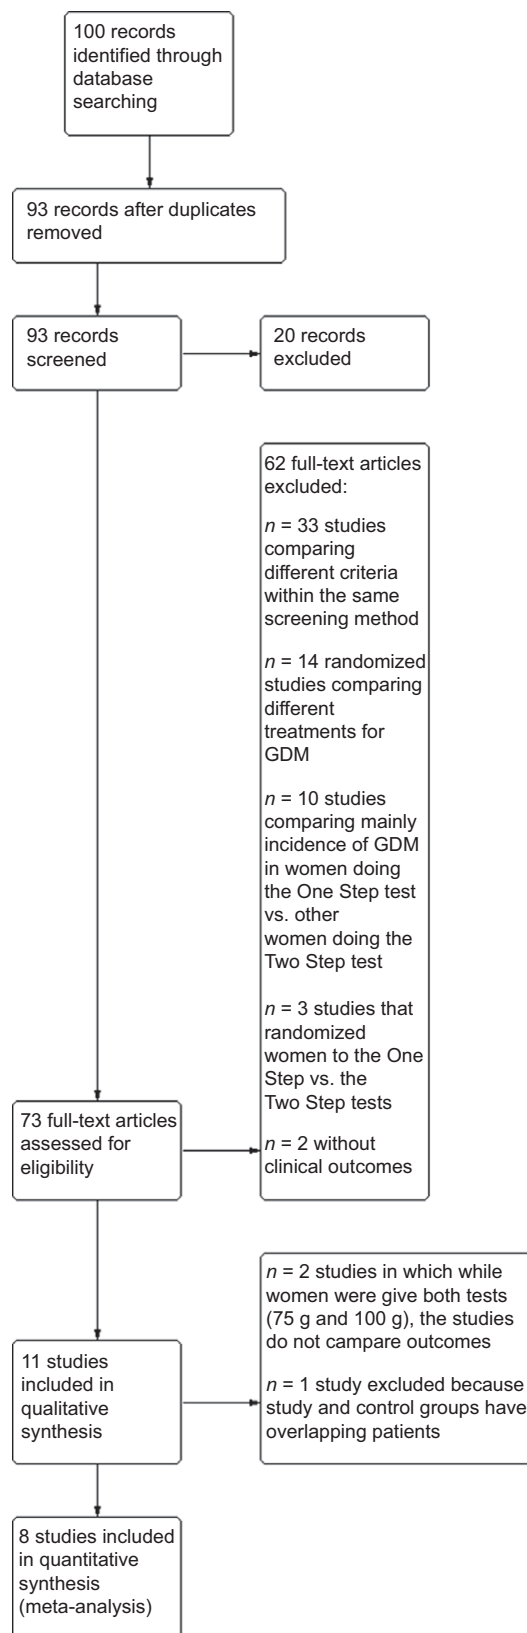 100 records
identified through
database
searching
93 records after duplicates
removed
93 records
screened
20 records
excluded
62 full-text articles
excluded:
n = 33 studies
comparing
different criteria
within the same
screening method
n = 14 randomized
studies comparing
different
treatments for
GDM
n = 10 studies
comparing mainly
incidence of GDM
in women doing
the One Step test
vs. other
women doing the
Two Step test
n = 3 studies that
randomized
women to the One
Step vs. the
Two Step tests
n = 2 without
clinical outcomes
73 full-text articles
assessed for
eligibility
n = 2 studies in which while
women were give both tests
(75 g and 100 g), the studies
do not campare outcomes
n = 1 study excluded because
study and control groups have
overlapping patients
11 studies
included in
qualitative
synthesis
8 studies included
in quantitative
synthesis
(meta-analysis)